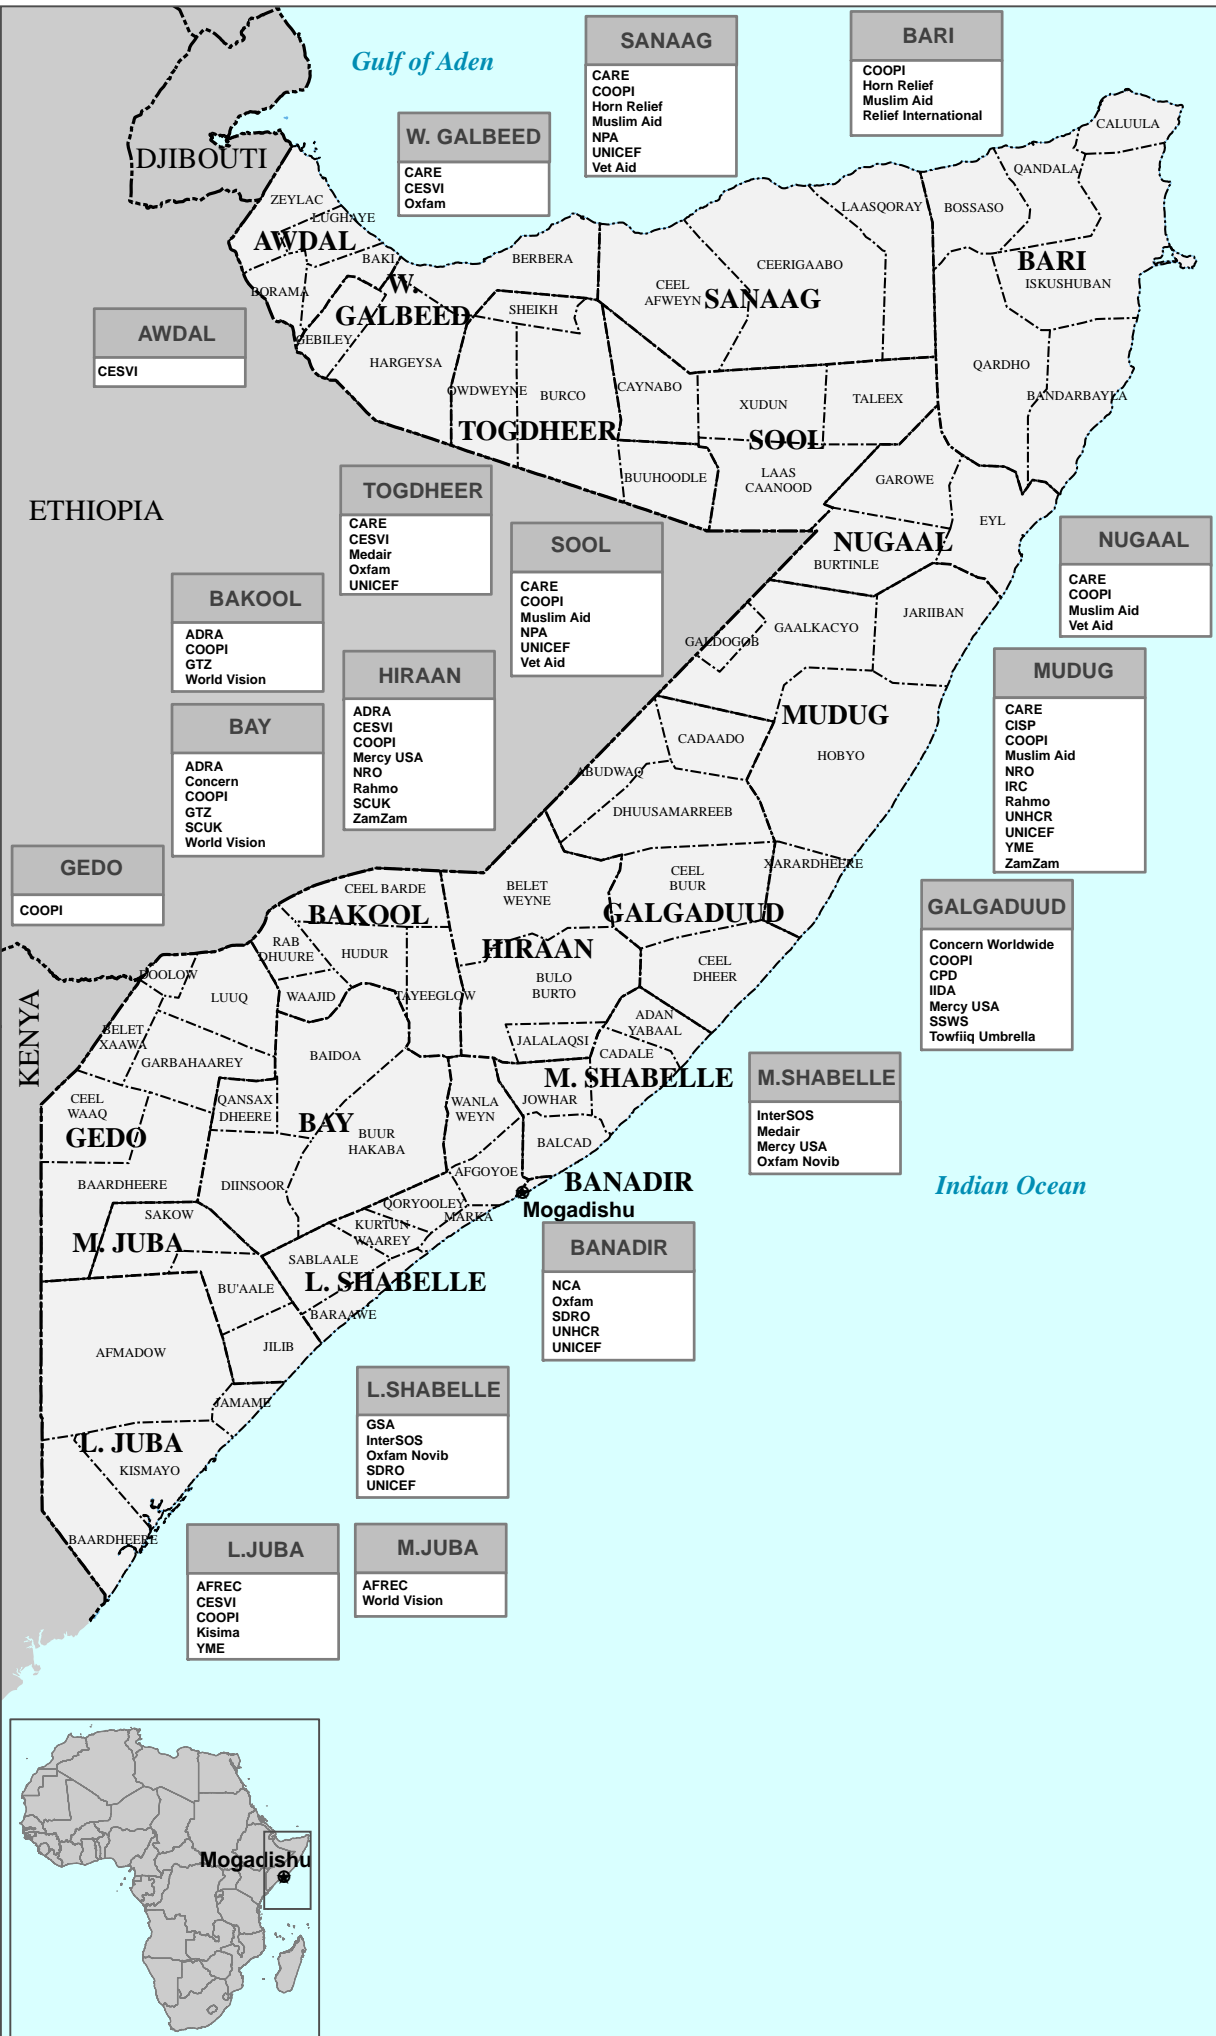 Gulf of Aden
SANAAG
CARE
COOPI
Horn Relief
Muslim Aid
NPA
UNICEF
Vet Aid
BARI
COOPI
Horn Relief
Muslim Aid
Relief International
W. GALBEED
CARE
CESVI
Oxfam
DJIBOUTI
CALUULA
QANDALA
BOSSASO
LAASQORAY
ZEYLAC
LUGHAYE
AWDAL
BAKI
BORAMA
W.
GALBEED
GEBILEY
HARGEYSA
BERBERA
SHEIKH
CEEL
AFWEYN
CEERIGAABO
SANAAG
BARI
ISKUSHUBAN
QARDHO
BANDARBAYLA
AWDAL
CESVI
OWDWEYNE
BURCO
TOGDHEER
CAYNABO
XUDUN
TALEEX
SOOL
BUUHOODLE
LAAS
CAANOOD
GAROWE
EYL
NUGAAL
BURTINLE
ETHIOPIA
TOGDHEER
CARE
CESVI
Medair
Oxfam
UNICEF
SOOL
CARE
COOPI
Muslim Aid
NPA
UNICEF
Vet Aid
NUGAAL
CARE
COOPI
Muslim Aid
Vet Aid
BAKOOL
ADRA
COOPI
GTZ
World Vision
HIRAAN
ADRA
CESVI
COOPI
Mercy USA
NRO
Rahmo
SCUK
ZamZam
BAY
ADRA
Concern
COOPI
GTZ
SCUK
World Vision
GALDOGOB
GAALKACYO
JARIIBAN
MUDUG
HOBYO
MUDUG
CARE
CISP
COOPI
Muslim Aid
NRO
IRC
Rahmo
UNHCR
UNICEF
YME
ZamZam
CADAADO
ABUDWAQ
DHUUSAMARREEB
XARARDHEERE
GEDO
COOPI
CEEL
BUUR
GALGADUUD
CEEL
DHEER
GALGADUUD
Concern Worldwide
COOPI
CPD
IIDA
Mercy USA
SSWS
Towfiiq Umbrella
CEEL BARDE
BAKOOL
RAB
DHUURE
HUDUR
WAAJID
TAYEEGLOW
BELET
WEYNE
HIRAAN
BULO
BURTO
JALALAQSI
KENYA
DOOLOW
LUUQ
BELET
XAAWA
GARBAHAAREY
CEEL
WAAQ
GEDO
BAARDHEERE
BAIDOA
QANSAX
DHEERE
BAY
BUUR
HAKABA
DIINSOOR
ADAN
YABAAL
CADALE
M. SHABELLE
JOWHAR
BALCAD
WANLA
WEYN
AFGOYOE
BANADIR
Mogadishu
M.SHABELLE
InterSOS
Medair
Mercy USA
Oxfam Novib
Indian Ocean
BANADIR
NCA
Oxfam
SDRO
UNHCR
UNICEF
QORYOOLEY
MARKA
KURTUN
WAAREY
SABLAALE
L. SHABELLE
BARAAWE
SAKOW
M. JUBA
BU'AALE
JILIB
AFMADOW
JAMAME
L. JUBA
KISMAYO
BAARDHEERE
L.SHABELLE
GSA
InterSOS
Oxfam Novib
SDRO
UNICEF
L.JUBA
AFREC
CESVI
COOPI
Kisima
YME
M.JUBA
AFREC
World Vision
Mogadishu